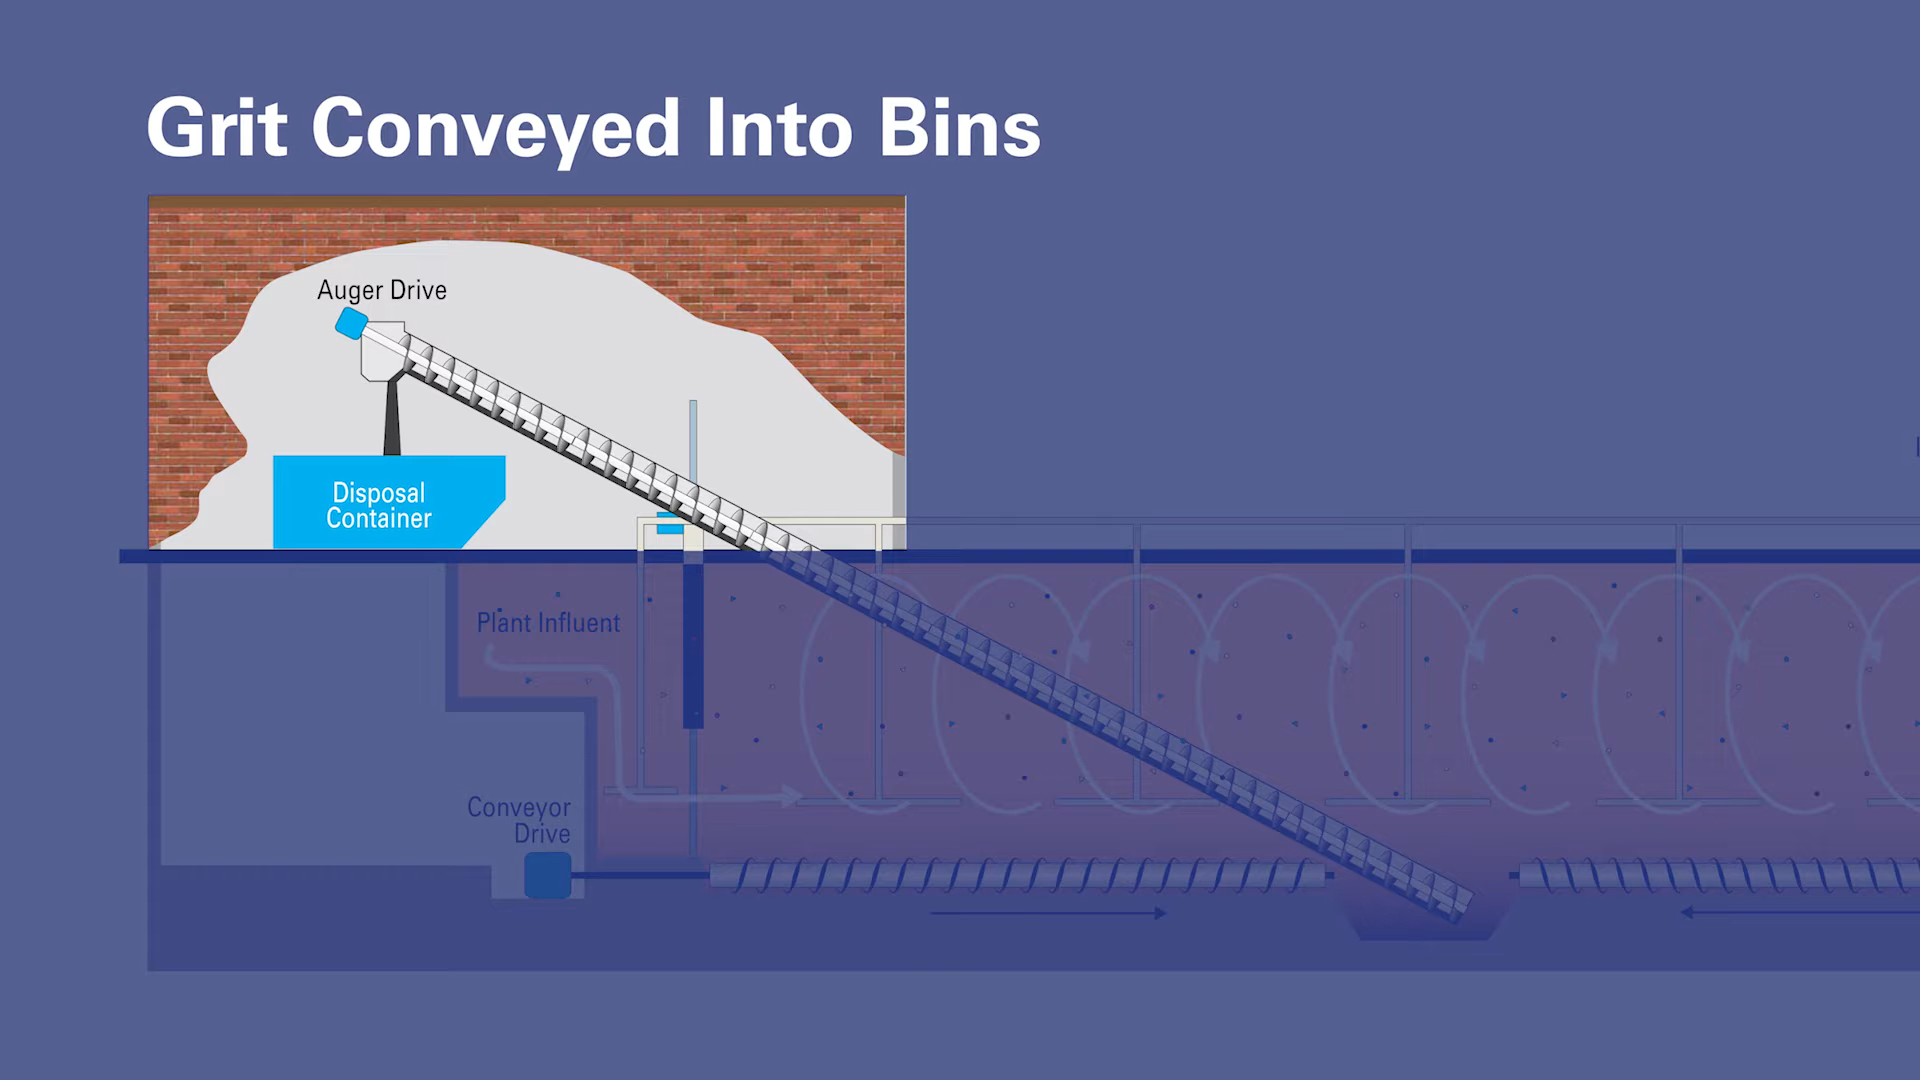 Grit Conveyed Into Bins
Auger Drive
Disposal
Container
Plant Influent
Conveyor
Drive